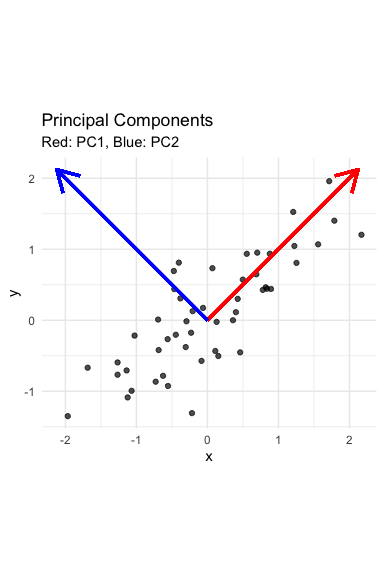 Principal Components
Red: PC1, Blue: PC2
2
1
0
-1
y
-2 -1 0 1 2
x